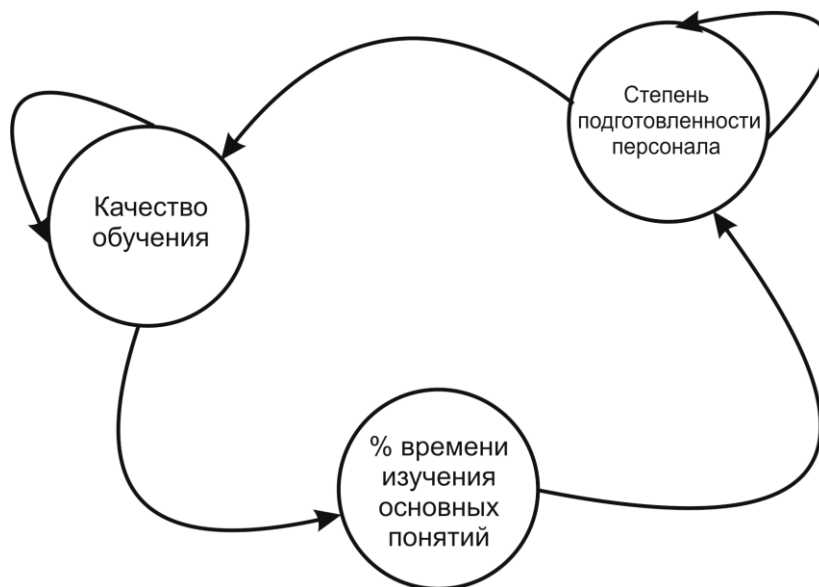 Степень
подготовленности
персонала
Качество
обучения
% времени
изучения
основных
понятий